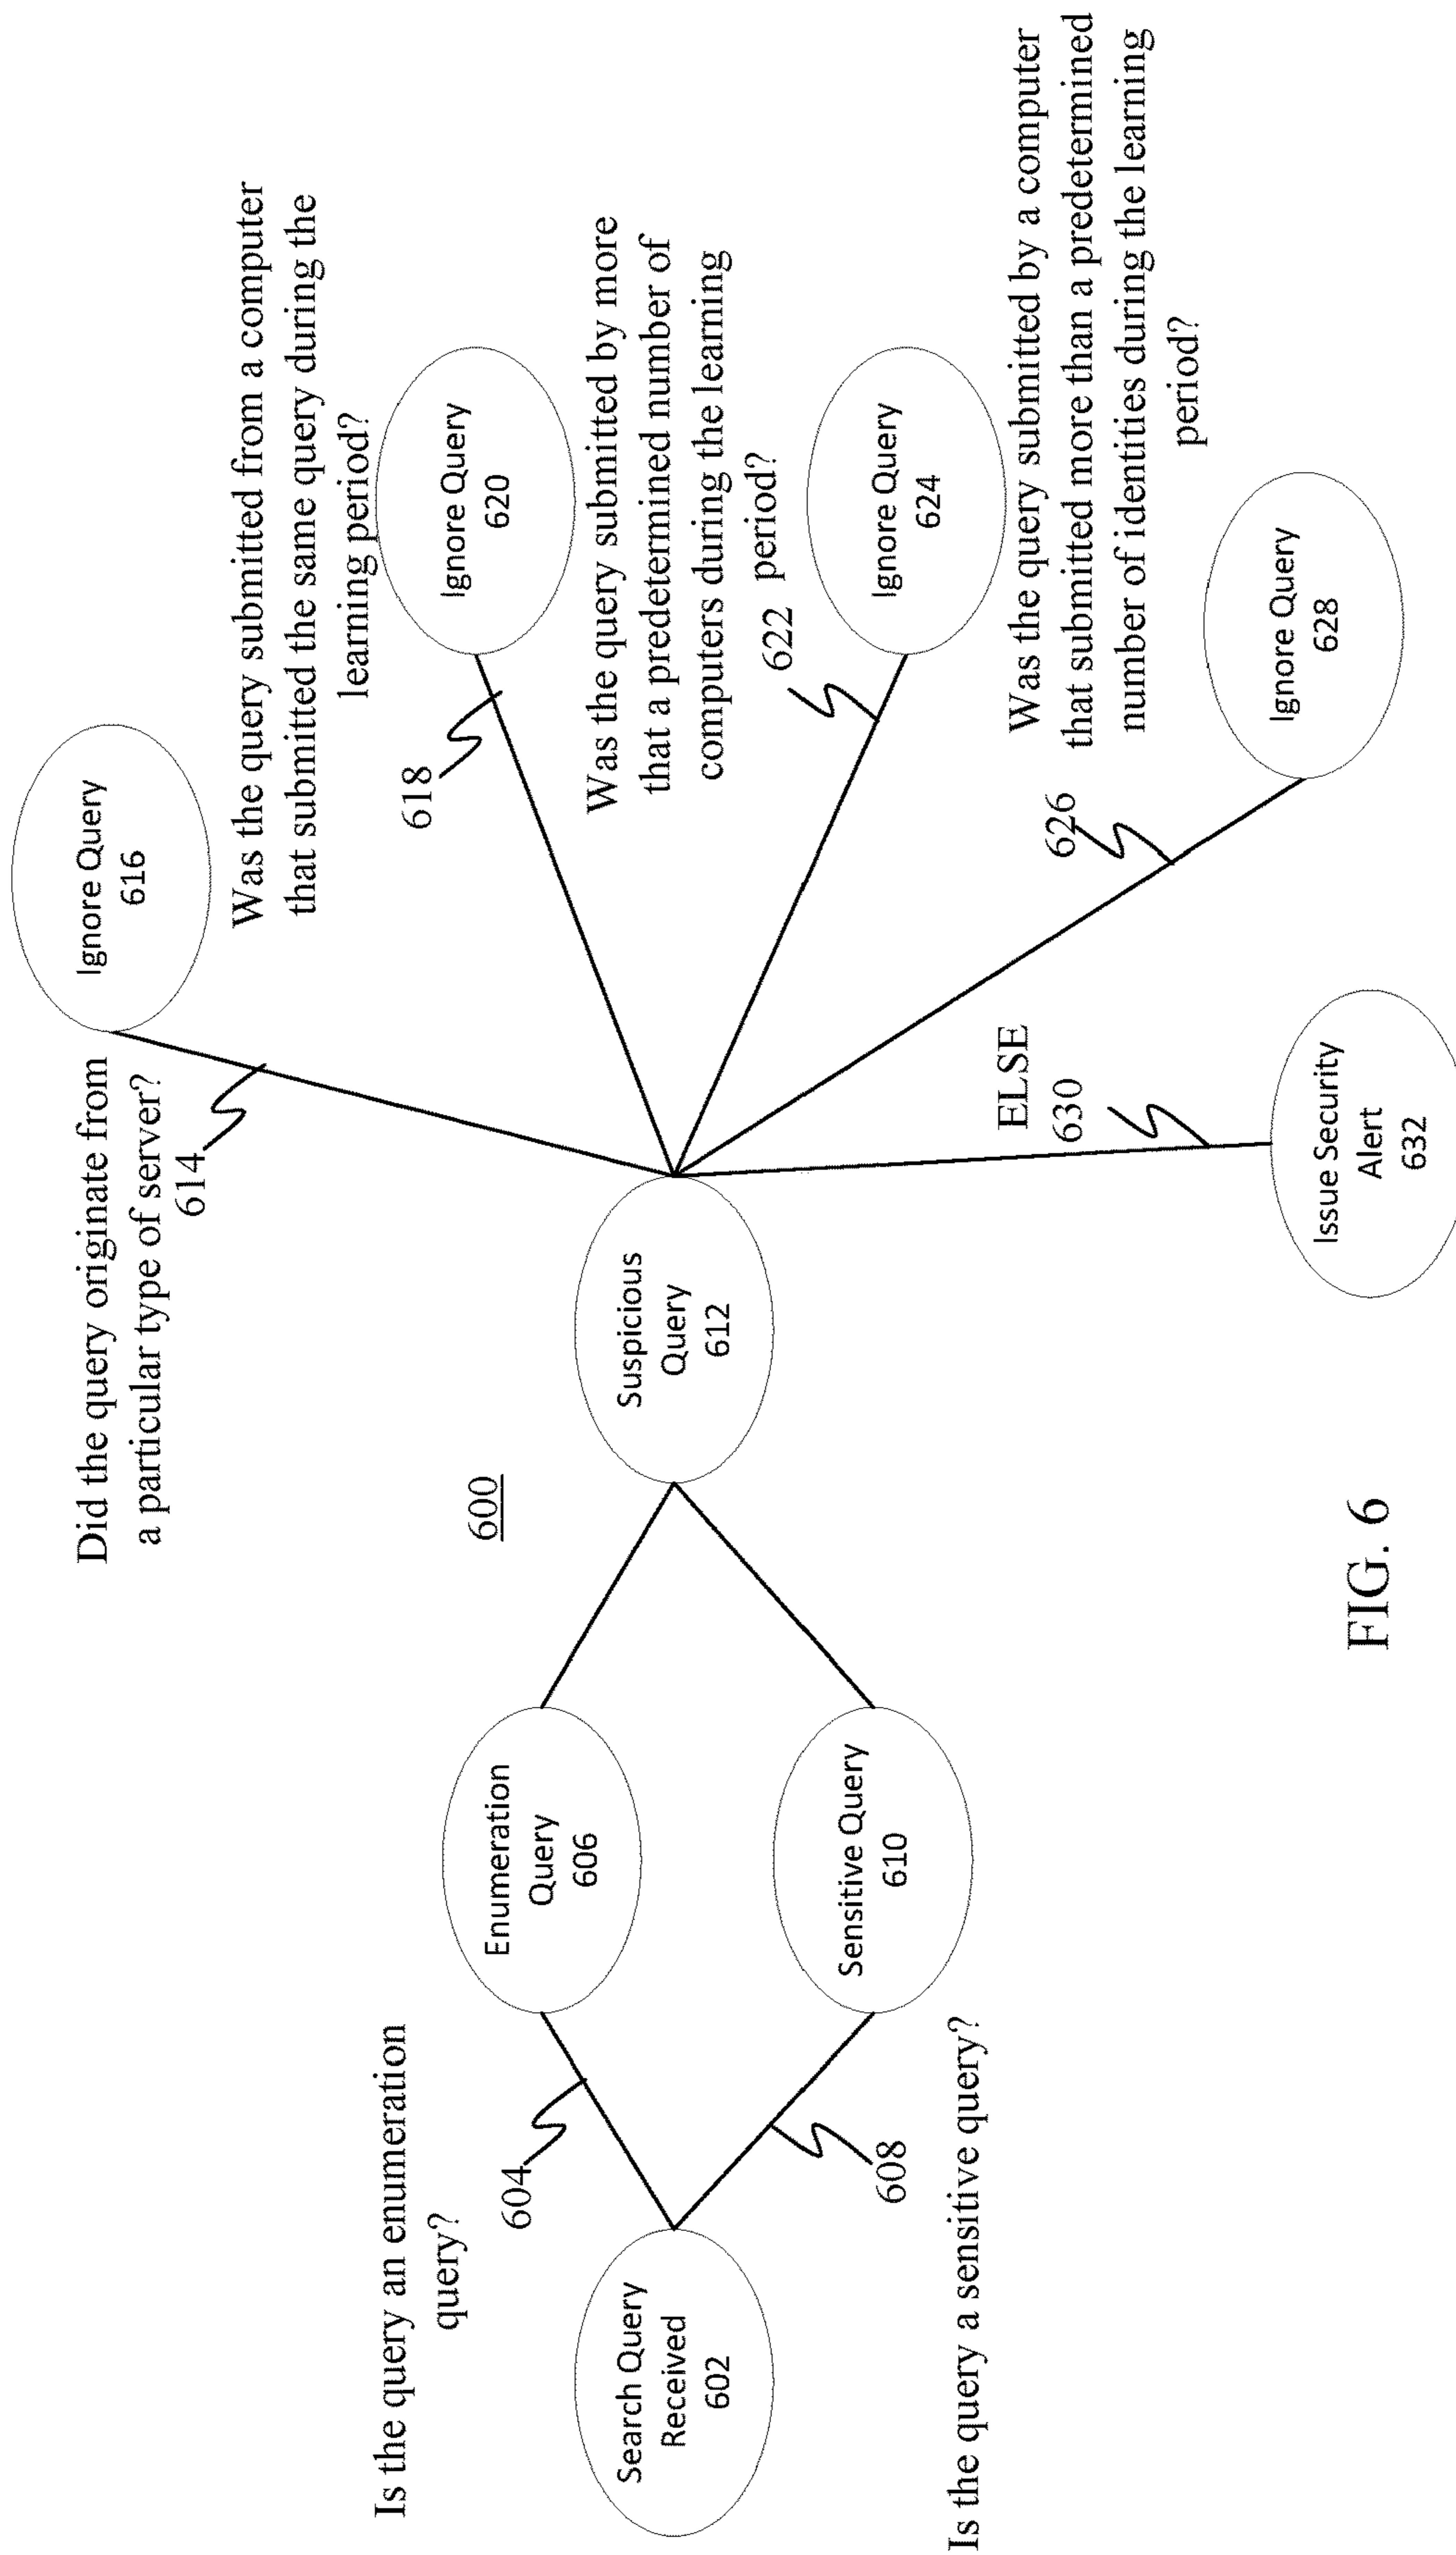 Did the query originate from
a particular type of server?
614
Ignore Query
616
Was the query submitted from a computer
that submitted the same query during the
learning period?
618
Ignore Query
620
Is the query an enumeration
query?
604
Enumeration
Query
606
600
Was the query submitted by more
that a predetermined number of
computers during the learning
period?
622
Ignore Query
624
Search Query
Received
602
Suspicious
Query
612
608
Sensitive Query
610
Is the query a sensitive query?
Was the query submitted by a computer
that submitted more than a predetermined
number of identities during the learning
period?
626
Ignore Query
628
ELSE
630
Issue Security
Alert
632
FIG. 6